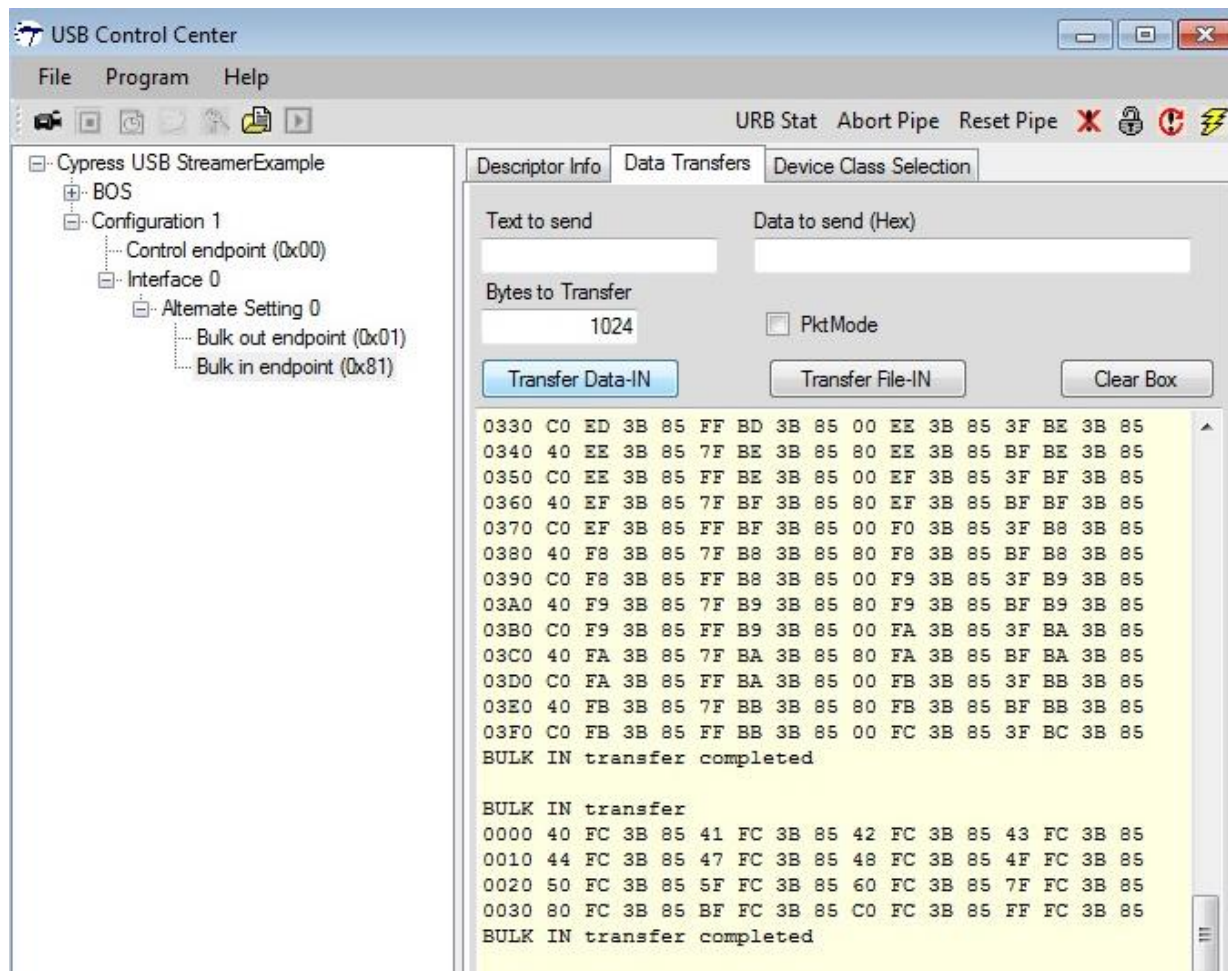 USB Control Center
File Program Help
URB Stat Abort Pipe Reset Pipe
Cypress USB StreamerExample
BOS
Configuration 1
Control endpoint (0x00)
Interface 0
Alternate Setting 0
Bulk out endpoint (0x01)
Bulk in endpoint (0x81)
Descriptor Info Data Transfers Device Class Selection
Text to send Data to send (Hex)
Bytes to Transfer
1024 PktMode
Transfer Data-IN Transfer File-IN Clear Box
0330 C0 ED 3B 85 FF BD 3B 85 00 EE 3B 85 3F BE 3B 85
0340 40 EE 3B 85 7F BE 3B 85 80 EE 3B 85 BF BE 3B 85
0350 C0 EE 3B 85 FF BE 3B 85 00 EF 3B 85 3F BF 3B 85
0360 40 EF 3B 85 7F BF 3B 85 80 EF 3B 85 BF BF 3B 85
0370 C0 EF 3B 85 FF BF 3B 85 00 F0 3B 85 3F B8 3B 85
0380 40 F8 3B 85 7F B8 3B 85 80 F8 3B 85 BF B8 3B 85
0390 C0 F8 3B 85 FF B8 3B 85 00 F9 3B 85 3F B9 3B 85
03A0 40 F9 3B 85 7F B9 3B 85 80 F9 3B 85 BF B9 3B 85
03B0 C0 F9 3B 85 FF B9 3B 85 00 FA 3B 85 3F BA 3B 85
03C0 40 FA 3B 85 7F BA 3B 85 80 FA 3B 85 BF BA 3B 85
03D0 C0 FA 3B 85 FF BA 3B 85 00 FB 3B 85 3F BB 3B 85
03E0 40 FB 3B 85 7F BB 3B 85 80 FB 3B 85 BF BB 3B 85
03F0 C0 FB 3B 85 FF BB 3B 85 00 FC 3B 85 3F BC 3B 85
BULK IN transfer completed
BULK IN transfer
0000 40 FC 3B 85 41 FC 3B 85 42 FC 3B 85 43 FC 3B 85
0010 44 FC 3B 85 47 FC 3B 85 48 FC 3B 85 4F FC 3B 85
0020 50 FC 3B 85 5F FC 3B 85 60 FC 3B 85 7F FC 3B 85
0030 80 FC 3B 85 BF FC 3B 85 C0 FC 3B 85 FF FC 3B 85
BULK IN transfer completed